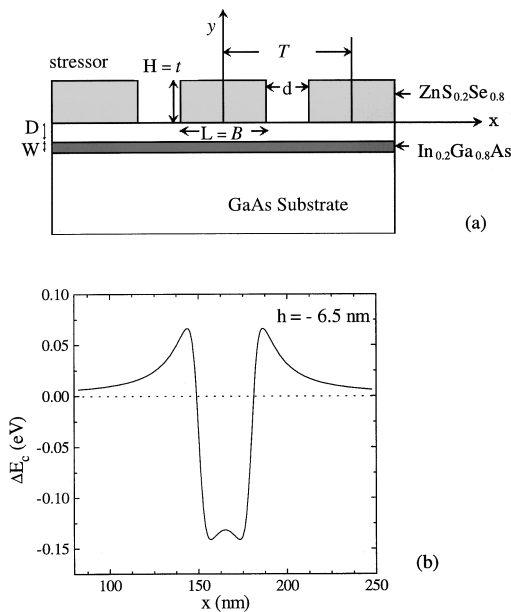 y
T
stressor
H = t
d
ZnS0.2Se0.8
D
x
L = B
W
In0.2Ga0.8As
GaAs Substrate
(a)
0.10
h = - 6.5 nm
0.05
0.00
-0.05
-0.10
-0.15
ΔEc (eV)
100
150
200
250
x (nm)
(b)